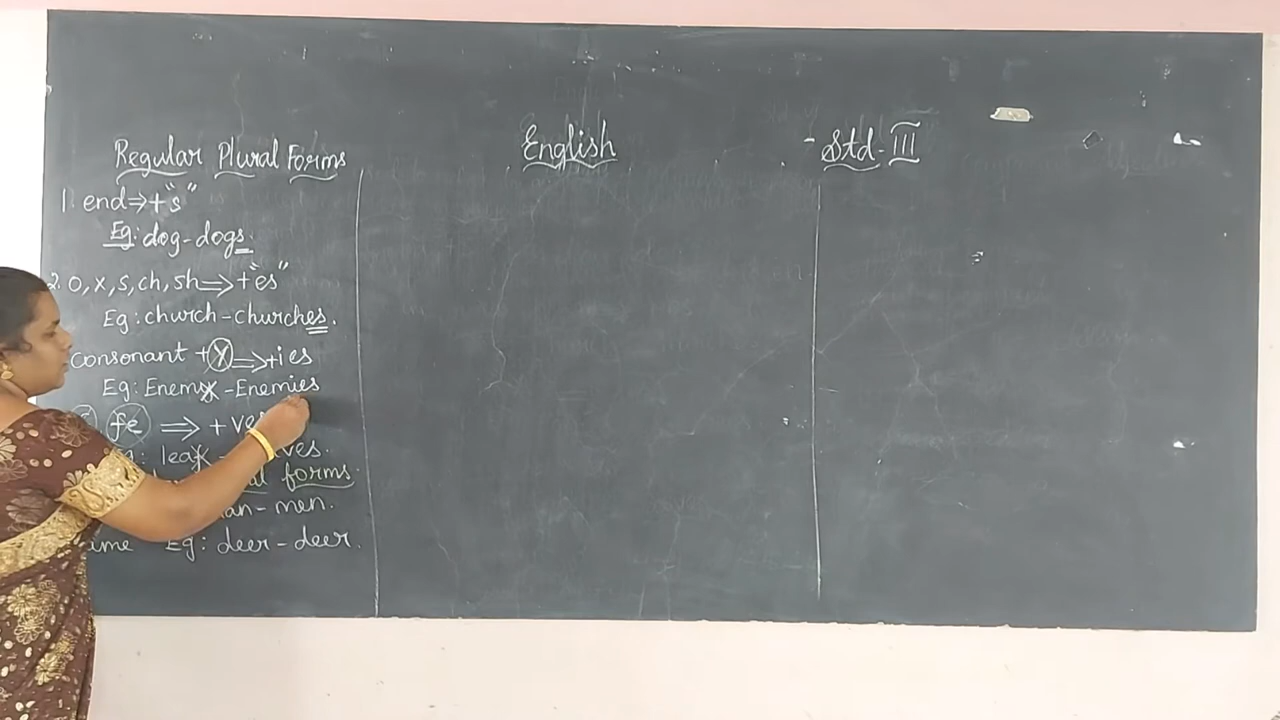 Regular Plural Forms
1. end⇒+"s"
Eg: dog-dogs.
2. o, x, s, ch, sh⇒+"es"
Eg: church-churches.
consonant +y⇒+ies
Eg: Enemy-Enemies
fe ⇒ +ves
: leaf - ves.
forms
- men.
Eg: deer-deer.
English
- Std-III